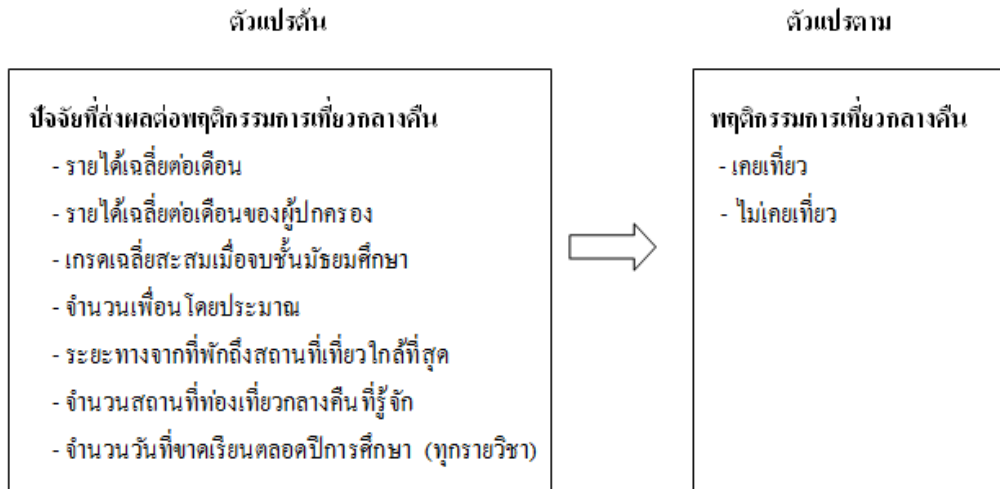 ตัวแปรต้น
ตัวแปรตาม
ปัจจัยที่ส่งผลต่อพฤติกรรมการเที่ยวกลางคืน
- รายได้เฉลี่ยต่อเดือน
- รายได้เฉลี่ยต่อเดือนของผู้ปกครอง
- เกรดเฉลี่ยสะสมเมื่อจบชั้นมัธยมศึกษา
- จำนวนเพื่อนโดยประมาณ
- ระยะทางจากที่พักถึงสถานที่เที่ยวใกล้ที่สุด
- จำนวนสถานที่ท่องเที่ยวกลางคืนที่รู้จัก
- จำนวนวันที่ขาดเรียนตลอดปีการศึกษา (ทุกรายวิชา)
พฤติกรรมการเที่ยวกลางคืน
- เคยเที่ยว
- ไม่เคยเที่ยว